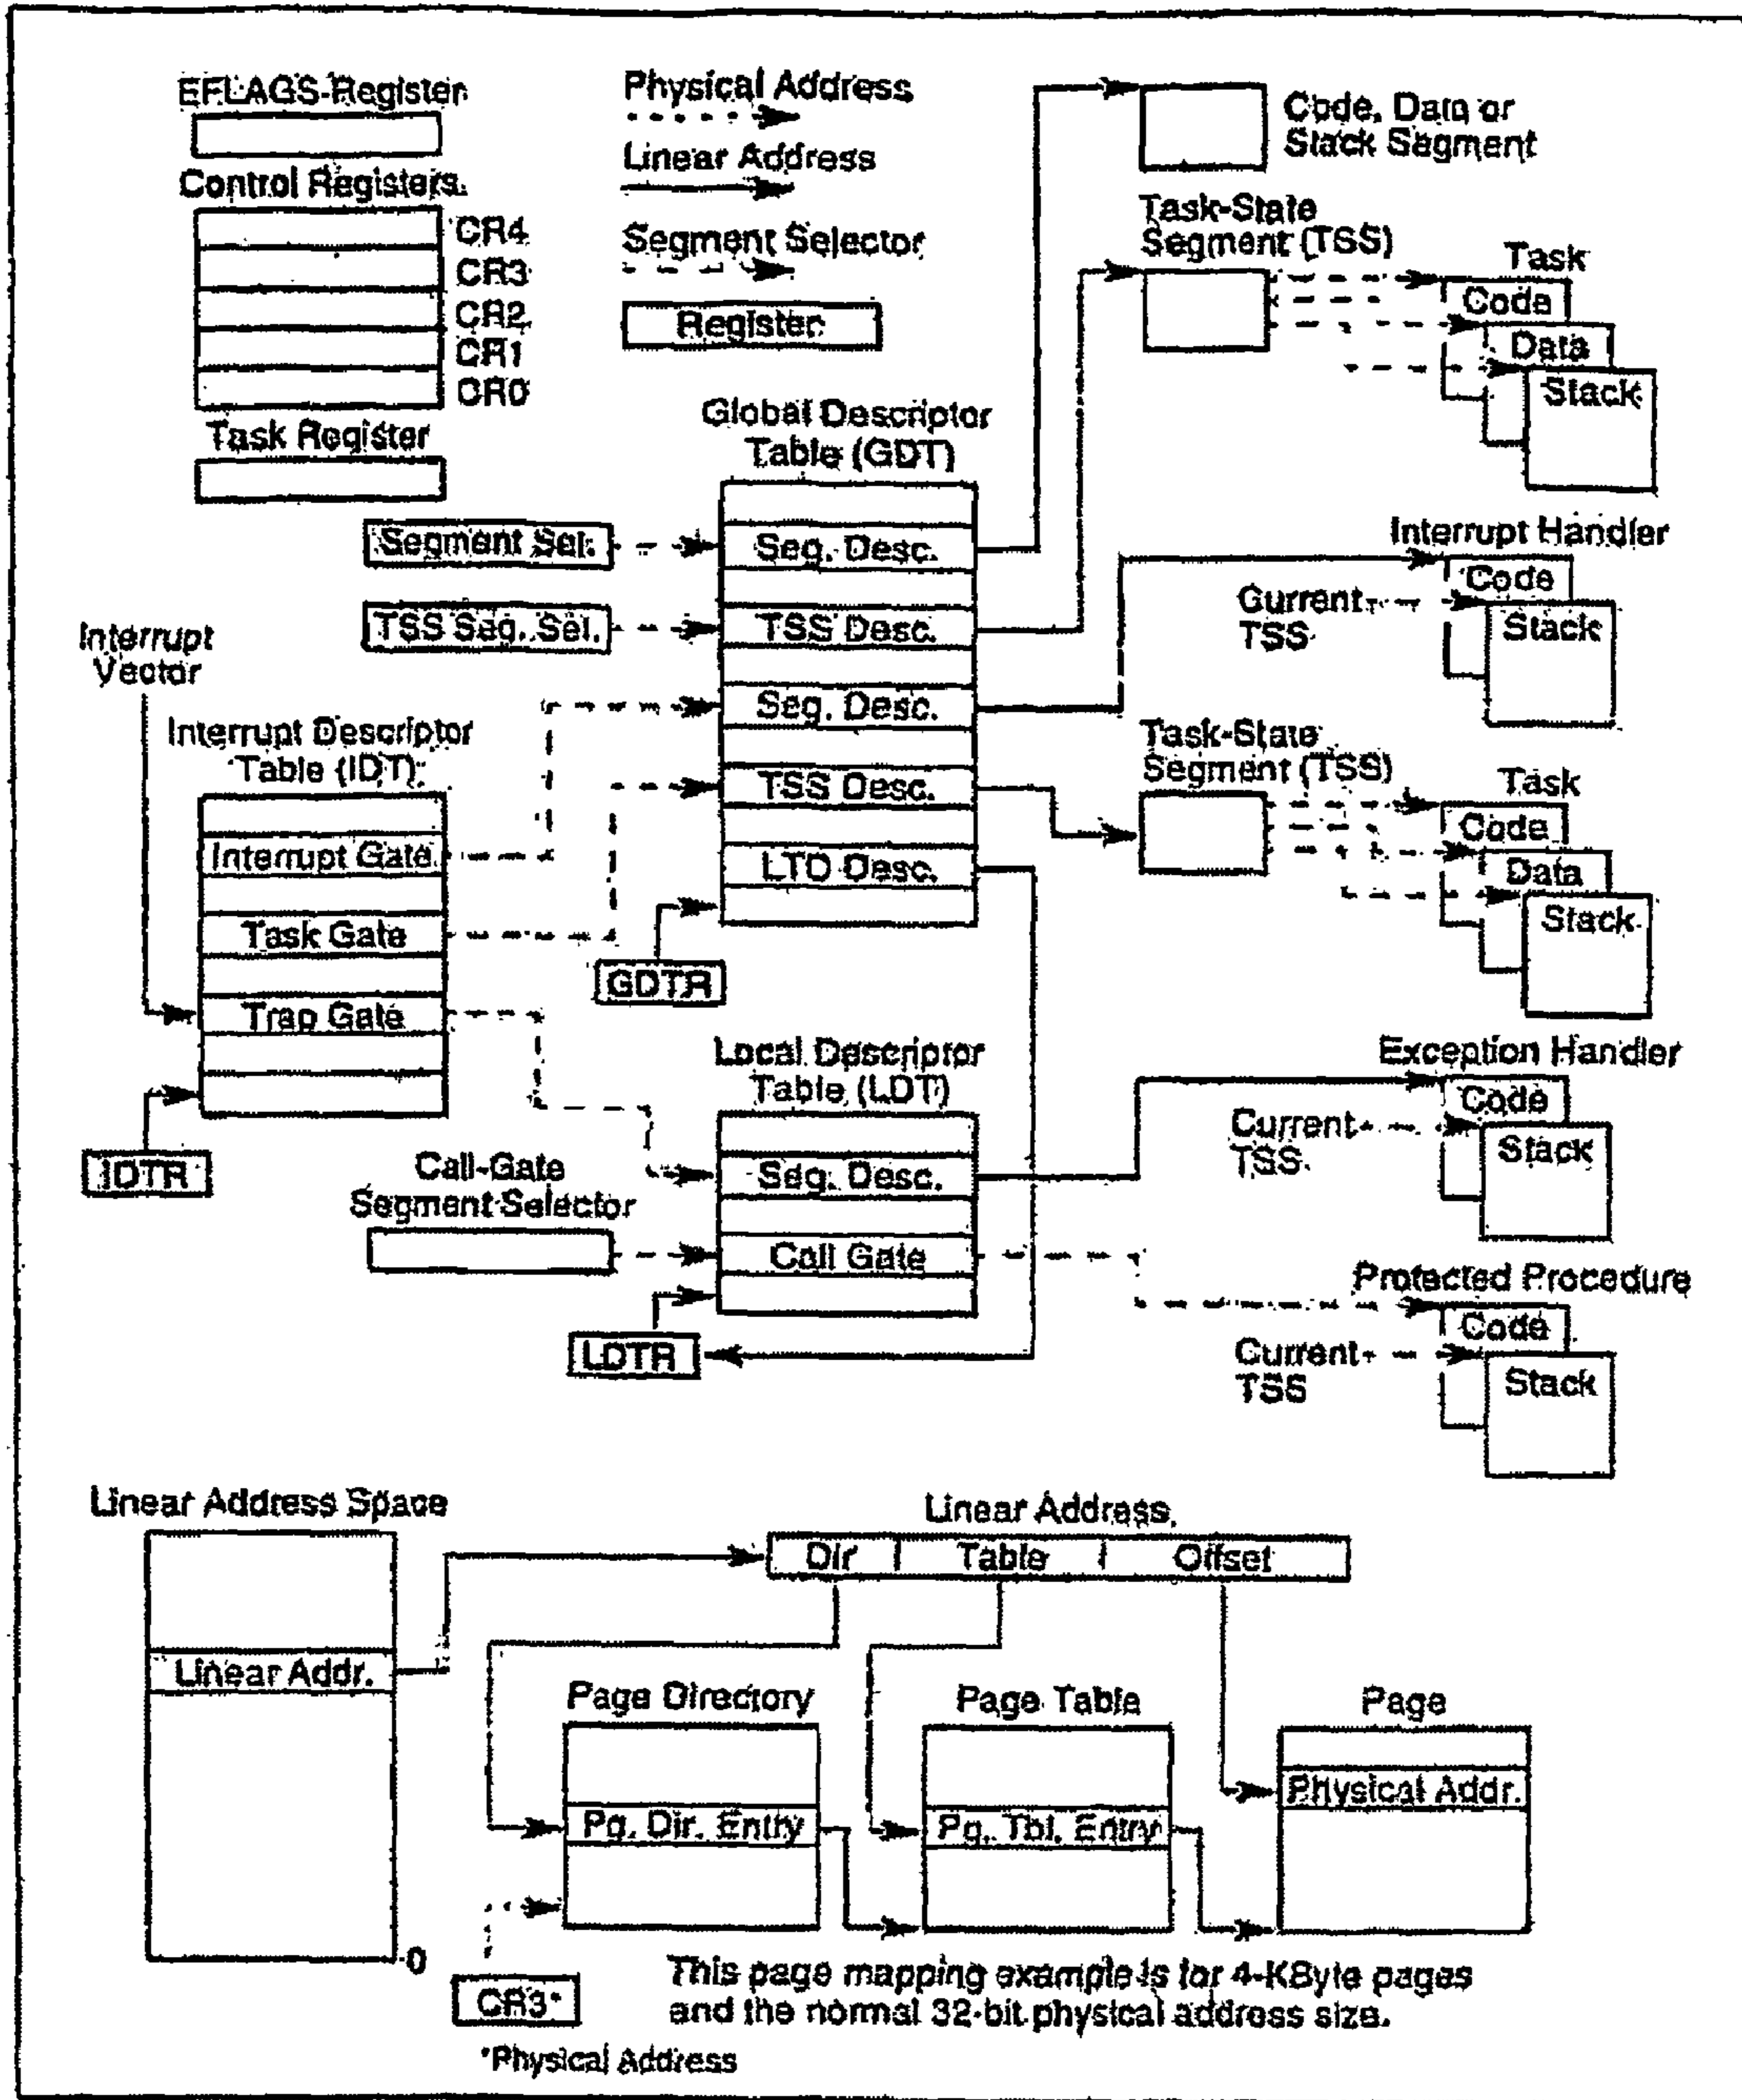 EFLAGS Register
Control Registers
CR4
CR3
CR2
CR1
CR0
Task Register
Physical Address
Linear Address
Segment Selector
Register
Code, Data or
Stack Segment
Task-State
Segment (TSS)
Task
Code
Data
Stack
Global Descriptor
Table (GDT)
Segment Sel.
Seg. Desc.
TSS Seg. Sel.
TSS Desc.
Seg. Desc.
TSS Desc.
LTD Desc.
GDTR
Interrupt Handler
Code
Current
TSS
Stack
Interrupt
Vector
Interrupt Descriptor
Table (IDT)
Interrupt Gate
Task Gate
Trap Gate
IDTR
Task-State
Segment (TSS)
Task
Code
Data
Stack
Local Descriptor
Table (LDT)
Call-Gate
Segment Selector
Seg. Desc.
Call Gate
LDTR
Exception Handler
Code
Current
TSS
Stack
Protected Procedure
Code
Current
TSS
Stack
Linear Address Space
Linear Addr.
0
Linear Address
Dir Table Offset
Page Directory
Pg. Dir. Entry
Page Table
Pg. Tbl. Entry
Page
Physical Addr.
CR3*
This page mapping example is for 4-KByte pages
and the normal 32-bit physical address size.
*Physical Address